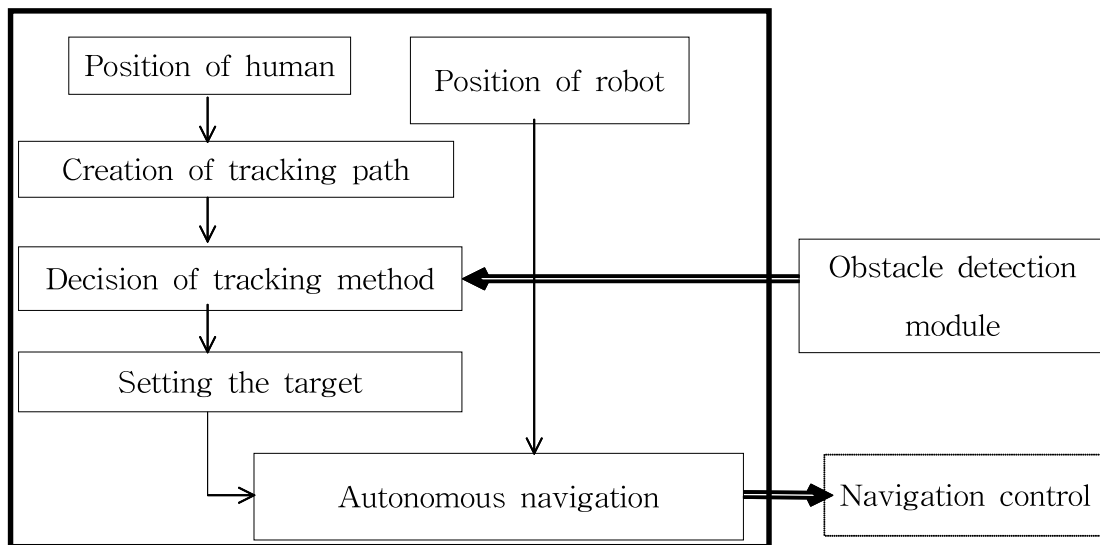 Position of human
Position of robot
Creation of tracking path
Decision of tracking method
Obstacle detection
module
Setting the target
Autonomous navigation
Navigation control